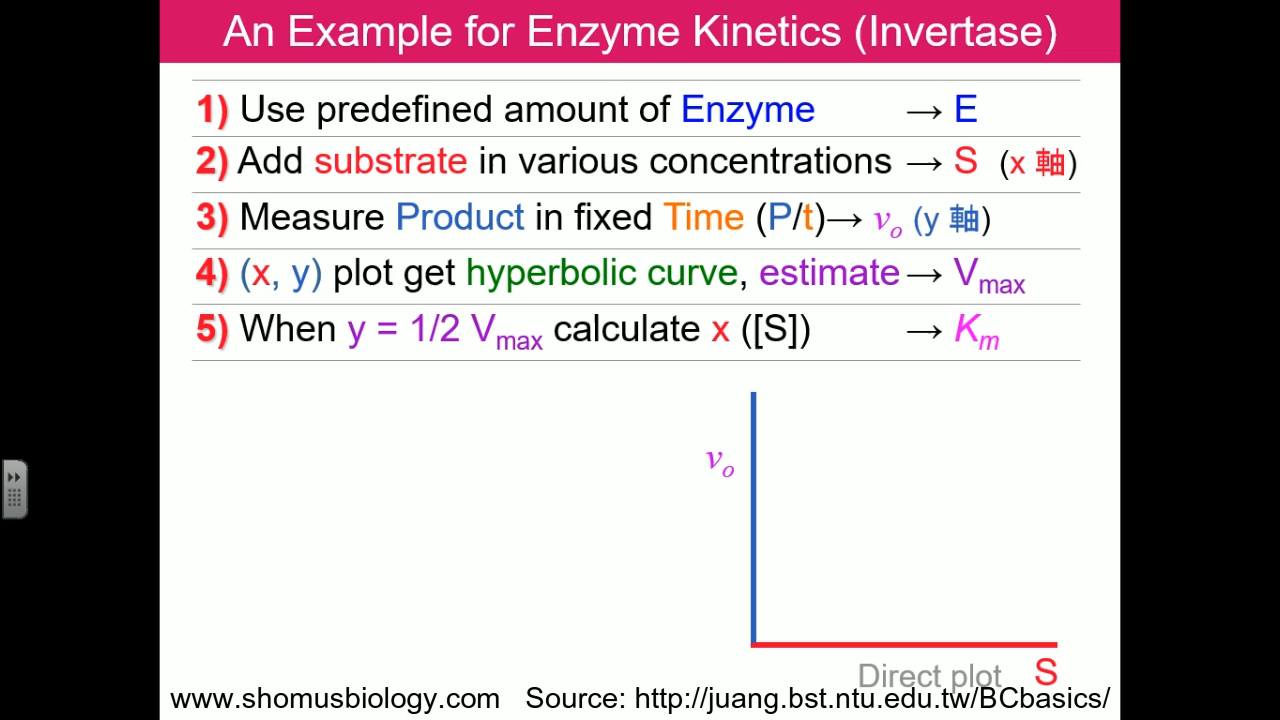 An Example for Enzyme Kinetics (Invertase)
1) Use predefined amount of Enzyme → E
2) Add substrate in various concentrations → S (x 軸)
3) Measure Product in fixed Time (P/t)→ vo (y 軸)
4) (x, y) plot get hyperbolic curve, estimate → Vmax
5) When y = 1/2 Vmax calculate x ([S]) → Km
vo
Direct plot S
www.shomusbiology.com Source: http://juang.bst.ntu.edu.tw/BCbasics/